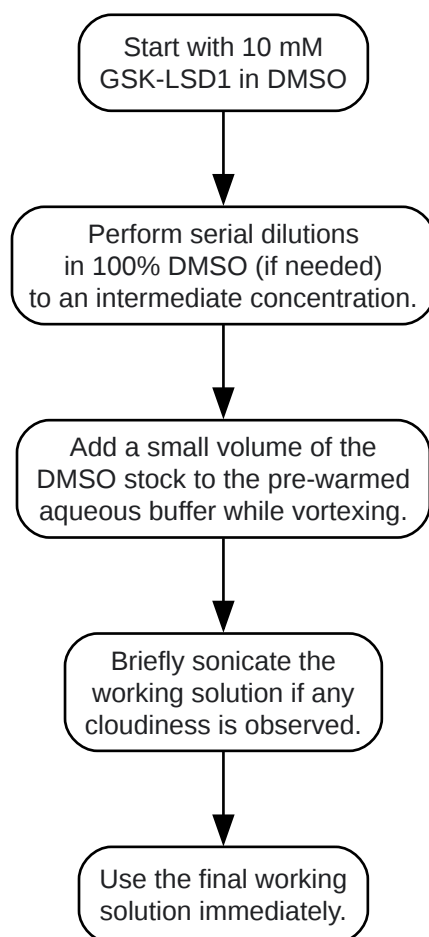 Start with 10 mM
GSK-LSD1 in DMSO
Perform serial dilutions
in 100% DMSO (if needed)
to an intermediate concentration.
Add a small volume of the
DMSO stock to the pre-warmed
aqueous buffer while vortexing.
Briefly sonicate the
working solution if any
cloudiness is observed.
Use the final working
solution immediately.